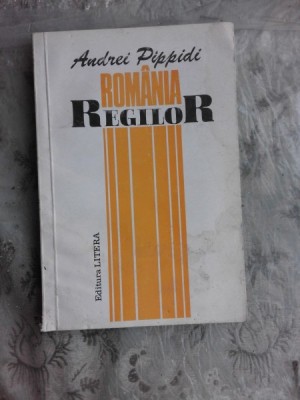 Andrei Pippidi
ROMÂNIA
REGILOR
Editura LITERA